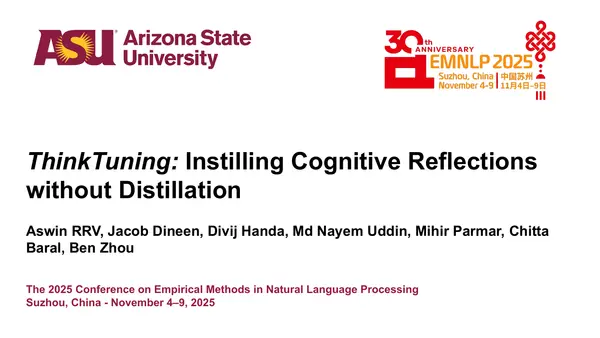 ASU Arizona State University
30th ANNIVERSARY
EMNLP 2025
Suzhou, China 中国苏州
November 4-9 11月4日-9日
ThinkTuning: Instilling Cognitive Reflections
without Distillation
Aswin RRV, Jacob Dineen, Divij Handa, Md Nayem Uddin, Mihir Parmar, Chitta
Baral, Ben Zhou
The 2025 Conference on Empirical Methods in Natural Language Processing
Suzhou, China - November 4–9, 2025